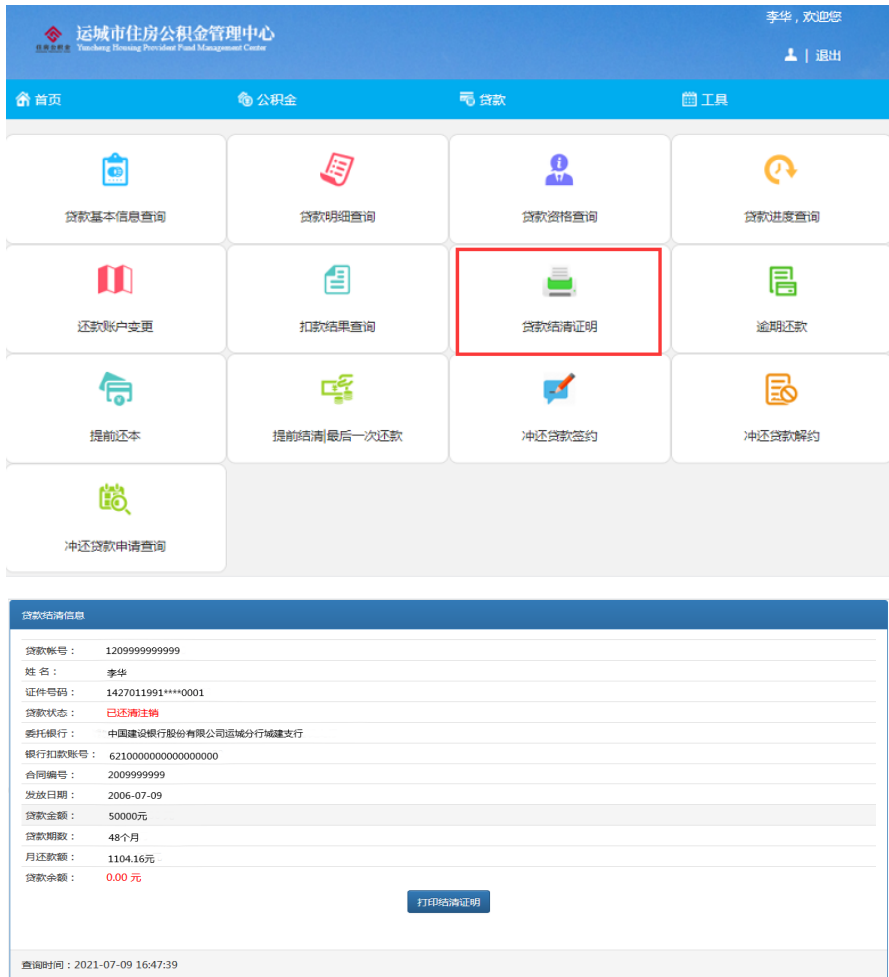 李华，欢迎您
运城市住房公积金管理中心
Yuncheng Housing Provident Fund Management Center
住房公积金
退出
首页 公积金 贷款 工具
贷款基本信息查询 贷款明细查询 贷款资格查询 贷款进度查询
还款账户变更 扣款结果查询 贷款结清证明 逾期还款
提前还本 提前结清|最后一次还款 冲还贷款签约 冲还贷款解约
冲还贷款申请查询
贷款结清信息
贷款帐号： 1209999999999
姓 名： 李华
证件号码： 1427011991****0001
贷款状态： 已还清注销
委托银行： 中国建设银行股份有限公司运城分行城建支行
银行扣款账号： 6210000000000000000
合同编号： 2009999999
发放日期： 2006-07-09
贷款金额： 50000元
贷款期数： 48个月
月还款额： 1104.16元
贷款余额： 0.00 元
打印结清证明
查询时间：2021-07-09 16:47:39